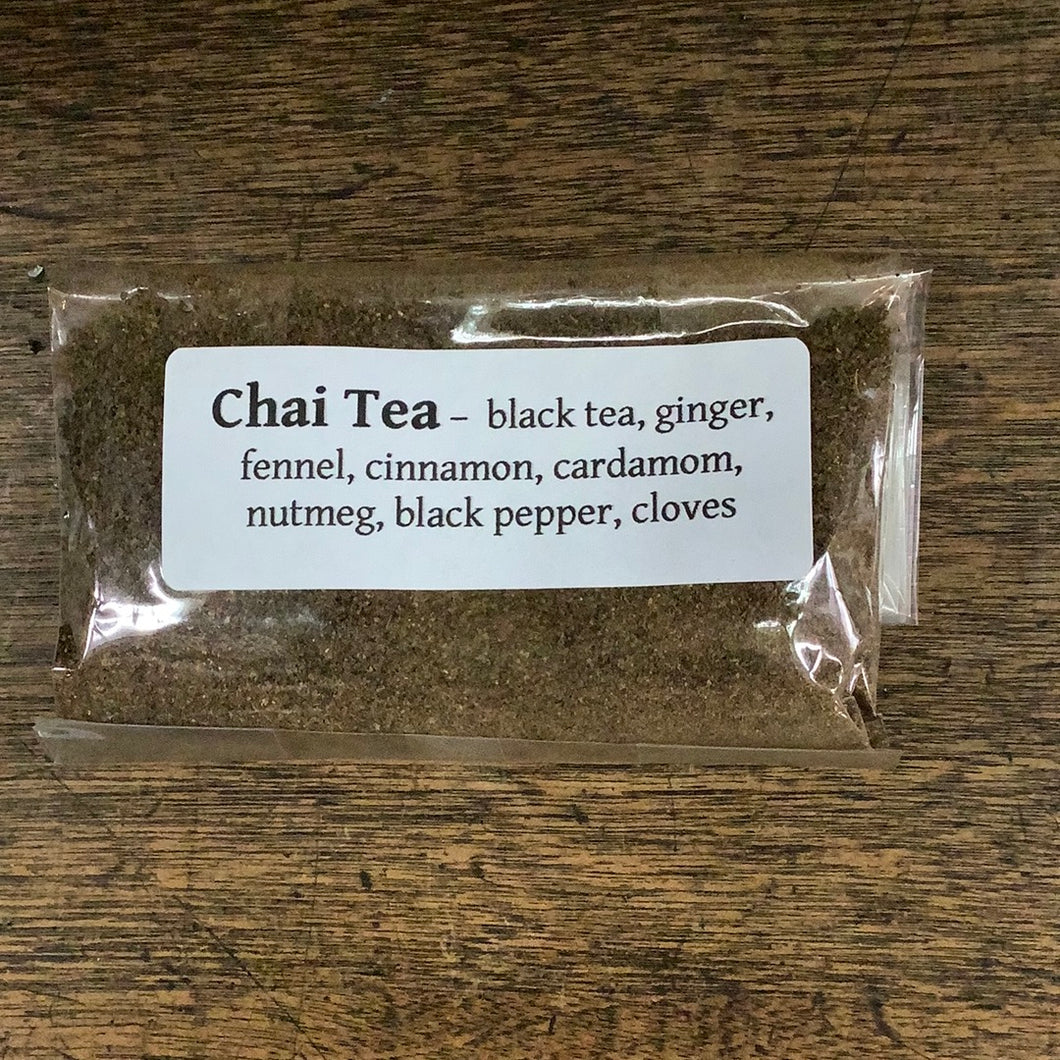 Chai Tea – black tea, ginger,
fennel, cinnamon, cardamom,
nutmeg, black pepper, cloves